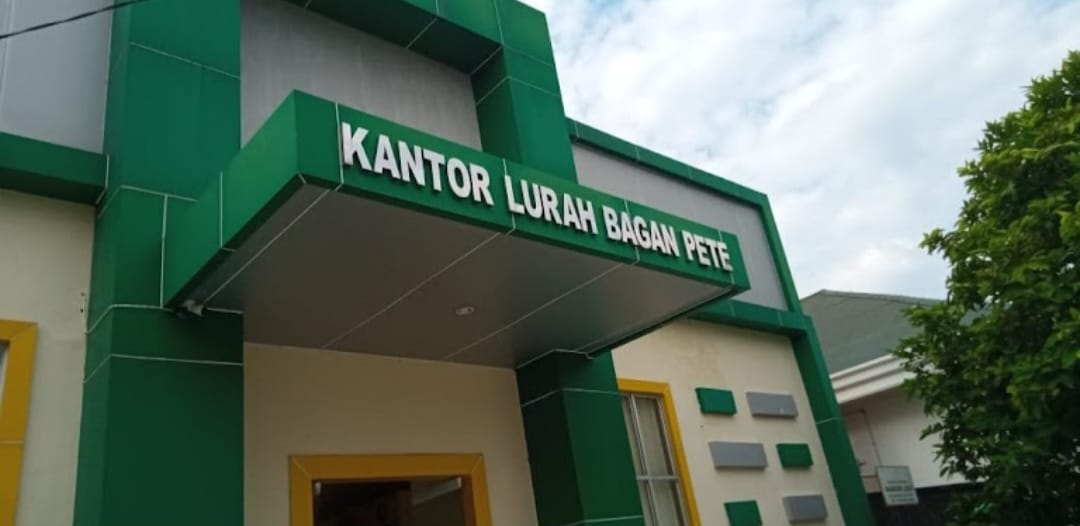 KANTOR LURAH BAGAN PETE